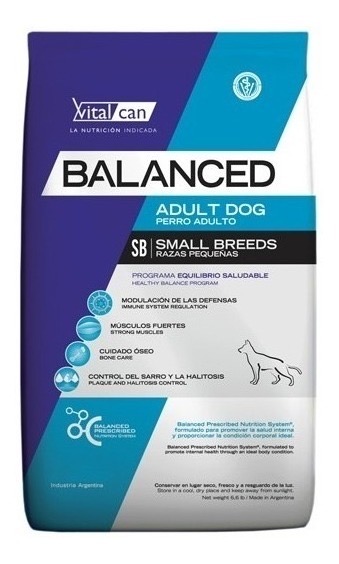 Vital can
LA NUTRICIÓN INDICADA
BALANCED
ADULT DOG
PERRO ADULTO
SB SMALL BREEDS
RAZAS PEQUEÑAS
PROGRAMA EQUILIBRIO SALUDABLE
HEALTHY BALANCE PROGRAM
MODULACIÓN DE LAS DEFENSAS
IMMUNE SYSTEM REGULATION
MÚSCULOS FUERTES
STRONG MUSCLES
CUIDADO ÓSEO
BONE CARE
CONTROL DEL SARRO Y LA HALITOSIS
PLAQUE AND HALITOSIS CONTROL
BALANCED
PRESCRIBED
NUTRITION SYSTEM
Balanced Prescribed Nutrition System®,
formulado para promover la salud interna
y proporcionar la condición corporal ideal.
Balanced Prescribed Nutrition System®, formulated to
promote internal health through an ideal body condition.
Industria Argentina
Conservar en lugar seco, fresco y a resguardo de la luz.
Store in a cool, dry place and keep away from sunlight.
Net weight 6.6 lb / Made in Argentina